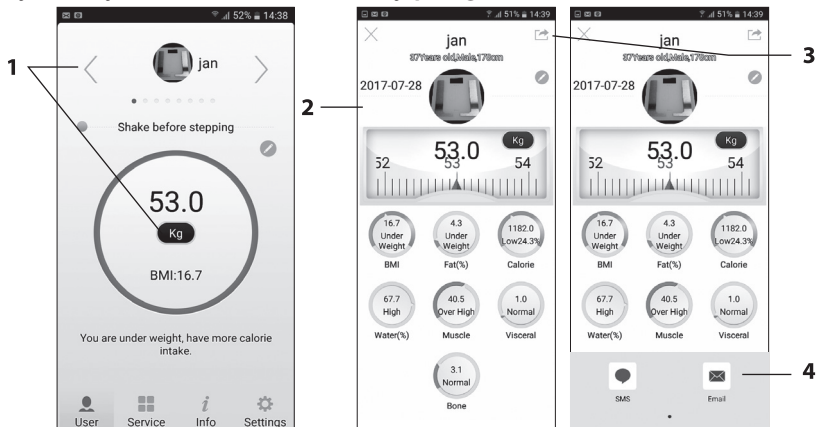 52% 14:38
1
jan
Shake before stepping
53.0
Kg
BMI:16.7
You are under weight, have more calorie
intake.
User Service Info Settings
2
51% 14:39
jan
37Years old,Male,178cm
2017-07-28
Kg
53.0
52 53 54
16.7 4.3 1182.0
Under Under Low24.3%
Weight Weight
BMI Fat(%) Calorie
67.7 40.5 1.0
High Over High Normal
Water(%) Muscle Visceral
3.1
Normal
Bone
51% 14:39
jan
3
37Years old,Male,178cm
2017-07-28
Kg
53.0
52 53 54
16.7 4.3 1182.0
Under Under Low24.3%
Weight Weight
BMI Fat(%) Calorie
67.7 40.5 1.0
High Over High Normal
Water(%) Muscle Visceral
4
SMS Email